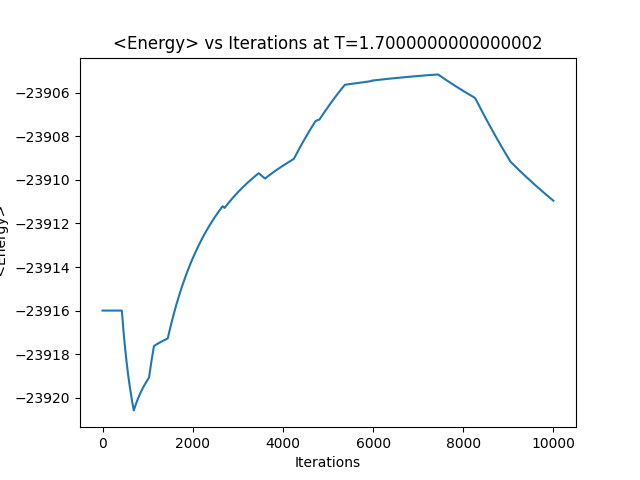 <Energy> vs Iterations at T=1.7000000000000002
−23906
−23908
−23910
−23912
−23914
−23916
−23918
−23920
<Energy>
0 2000 4000 6000 8000 10000
Iterations